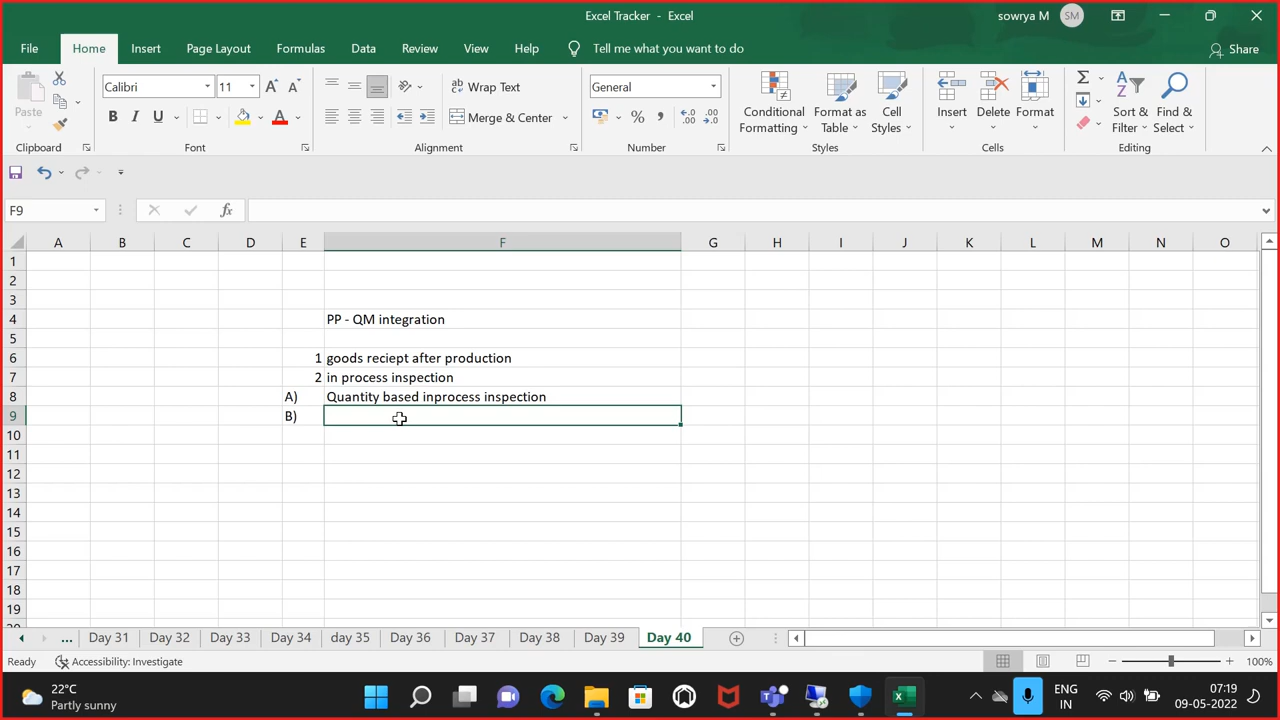 Excel Tracker - Excel
sowrya M
SM
File Home Insert Page Layout Formulas Data Review View Help Tell me what you want to do Share
Calibri 11 Wrap Text General
Paste B I U Merge & Center % , Conditional Formatting Format as Table Cell Styles Insert Delete Format Sort & Filter Find & Select
Clipboard Font Alignment Number Styles Cells Editing
F9 fx
A B C D E F G H I J K L M N O
1
2
3
4 PP - QM integration
5
6 1 goods reciept after production
7 2 in process inspection
8 A) Quantity based inprocess inspection
9 B)
10
11
12
13
14
15
16
17
18
19
... Day 31 Day 32 Day 33 Day 34 day 35 Day 36 Day 37 Day 38 Day 39 Day 40
Ready Accessibility: Investigate 100%
22°C
Partly sunny
ENG
IN
07:19
09-05-2022